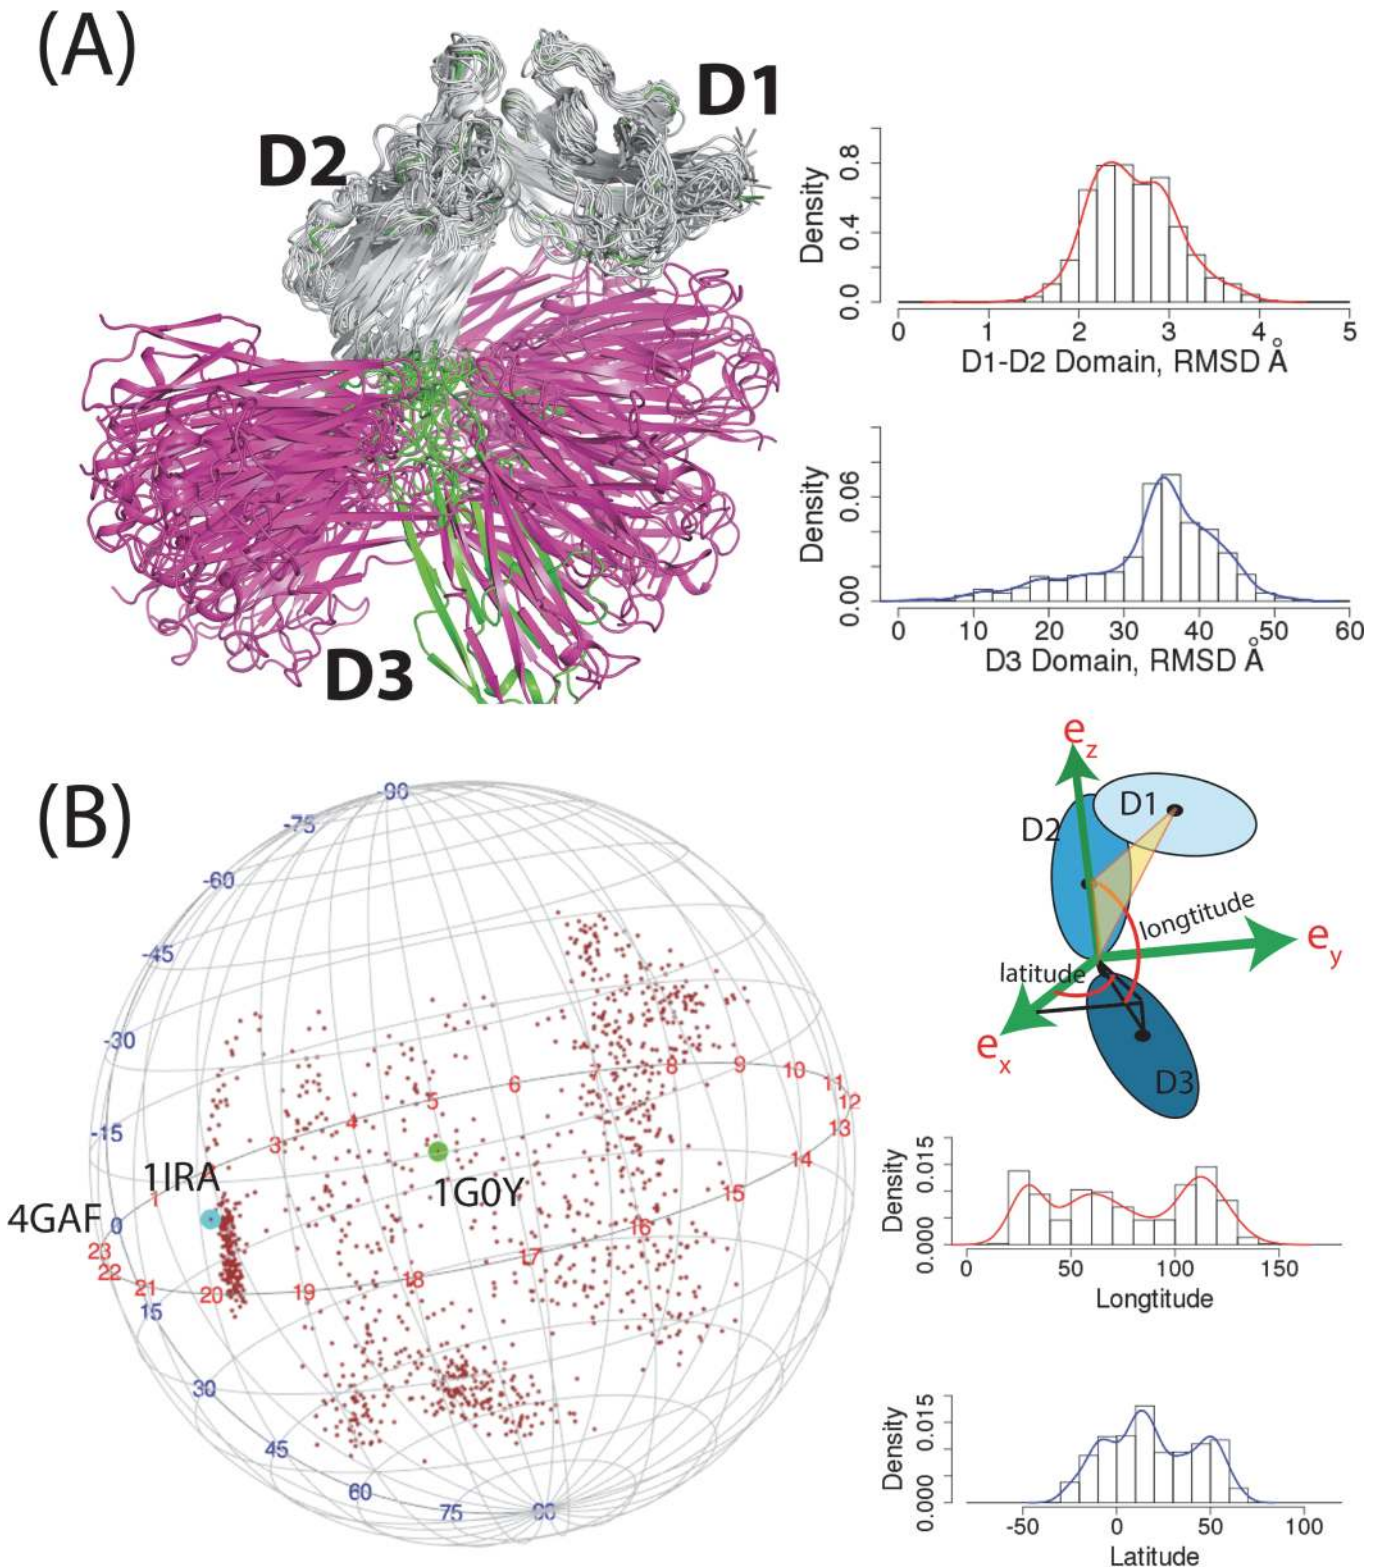 (A)
D1
D2
D3
Density
0.0 0.4 0.8
0 1 2 3 4 5
D1-D2 Domain, RMSD Å
Density
0.00 0.06
0 10 20 30 40 50 60
D3 Domain, RMSD Å
(B)
-90
-75
-60
-45
-30
-15
0
15
30
45
60
75
90
1 3 4 5 6 7 8 9 10 11 12
13 14 15 16 17 18 19 20 21 22 23
1IRA
4GAF
1G0Y
e_z
D1
D2
longtitude
e_y
latitude
e_x
D3
Density
0.000 0.015
0 50 100 150
Longtitude
Density
0.000 0.015
-50 0 50 100
Latitude